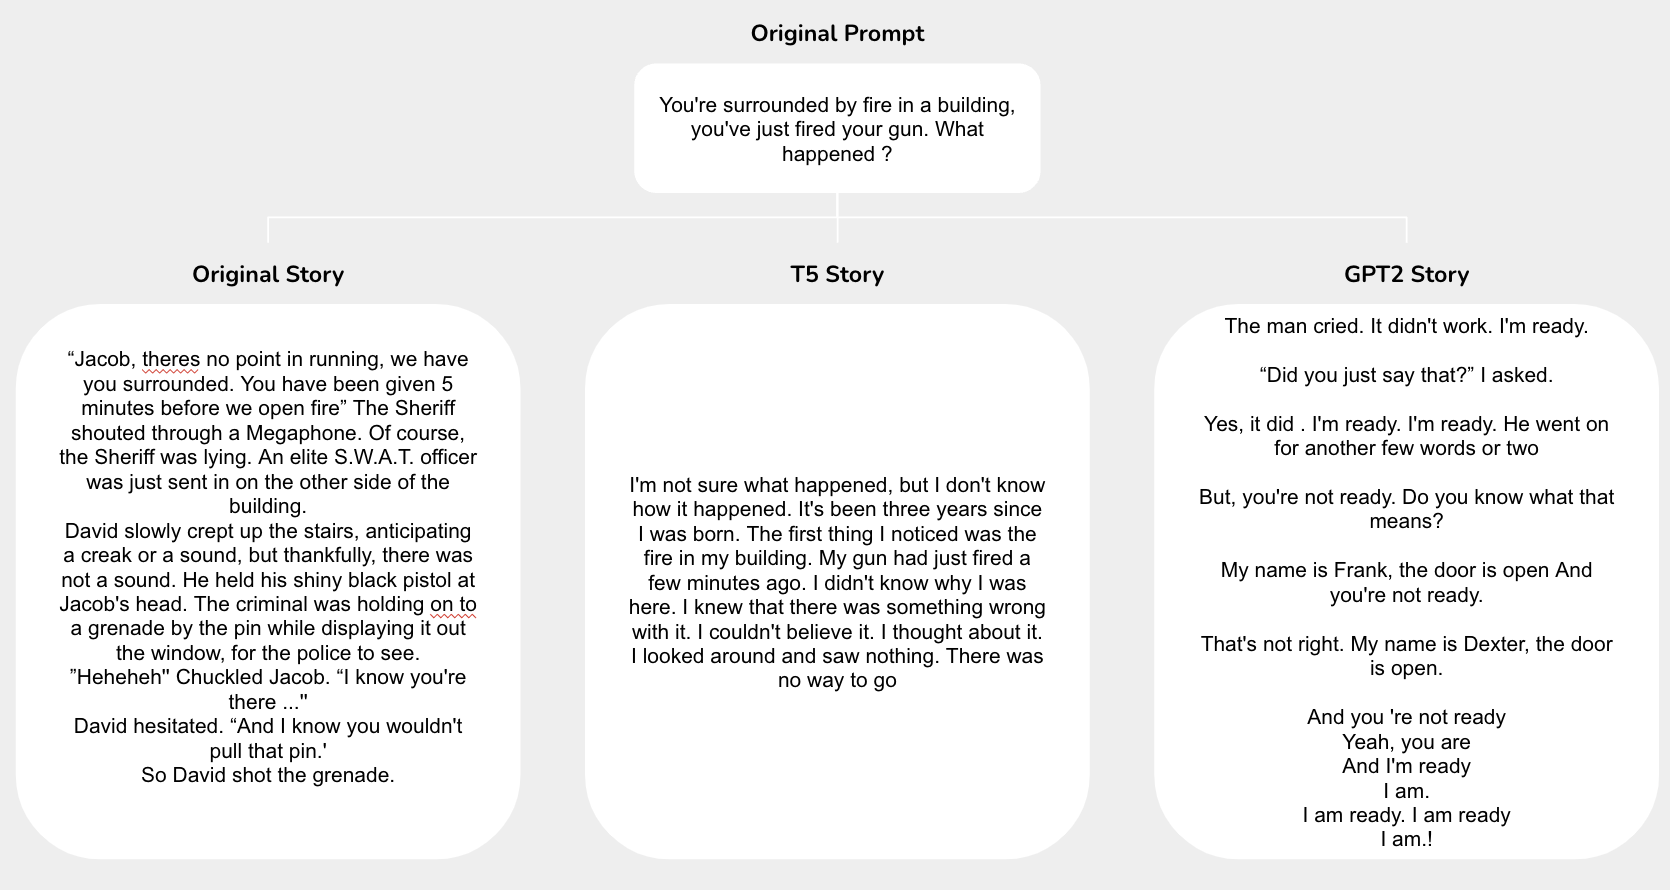 Original Prompt
You're surrounded by fire in a building,
you've just fired your gun. What
happened ?
Original Story
“Jacob, theres no point in running, we have
you surrounded. You have been given 5
minutes before we open fire” The Sheriff
shouted through a Megaphone. Of course,
the Sheriff was lying. An elite S.W.A.T. officer
was just sent in on the other side of the
building.
David slowly crept up the stairs, anticipating
a creak or a sound, but thankfully, there was
not a sound. He held his shiny black pistol at
Jacob's head. The criminal was holding on to
a grenade by the pin while displaying it out
the window, for the police to see.
”Heheheh" Chuckled Jacob. “I know you're
there ..."
David hesitated. “And I know you wouldn't
pull that pin.'
So David shot the grenade.
T5 Story
I'm not sure what happened, but I don't know
how it happened. It's been three years since
I was born. The first thing I noticed was the
fire in my building. My gun had just fired a
few minutes ago. I didn't know why I was
here. I knew that there was something wrong
with it. I couldn't believe it. I thought about it.
I looked around and saw nothing. There was
no way to go
GPT2 Story
The man cried. It didn't work. I'm ready.
“Did you just say that?” I asked.
Yes, it did . I'm ready. I'm ready. He went on
for another few words or two
But, you're not ready. Do you know what that
means?
My name is Frank, the door is open And
you're not ready.
That's not right. My name is Dexter, the door
is open.
And you 're not ready
Yeah, you are
And I'm ready
I am.
I am ready. I am ready
I am.!